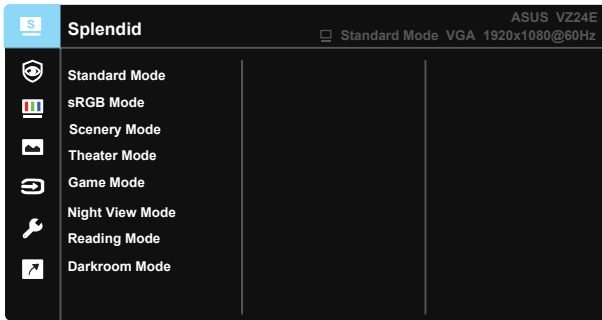 S
Splendid
ASUS VZ24E
Standard Mode VGA 1920x1080@60Hz
Standard Mode
sRGB Mode
Scenery Mode
Theater Mode
Game Mode
Night View Mode
Reading Mode
Darkroom Mode